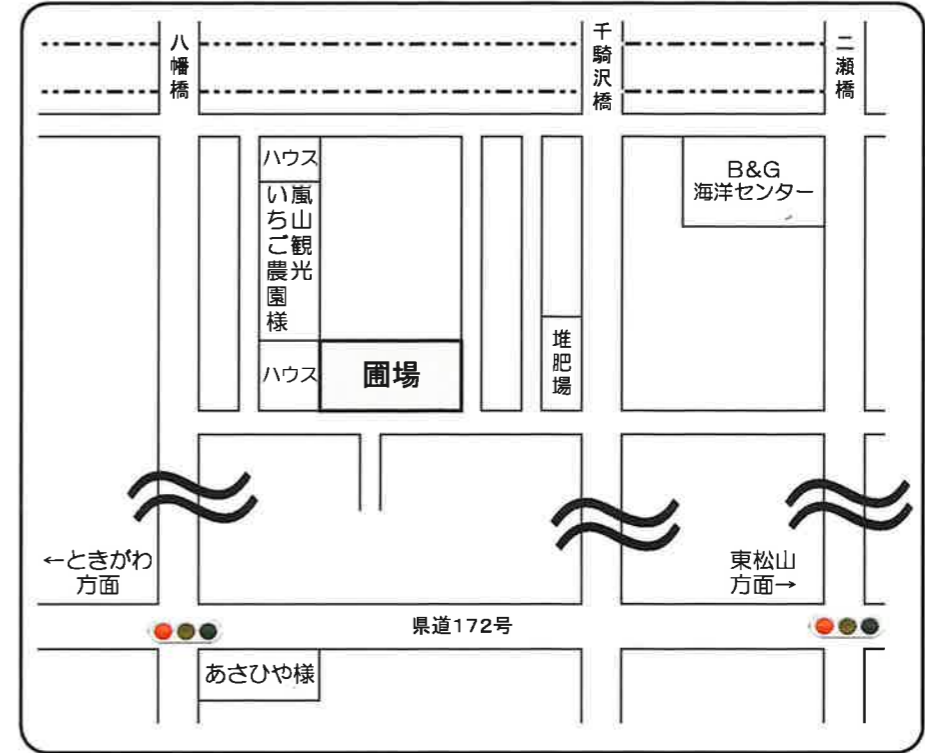 八幡橋
千騎沢橋
二瀬橋
ハウス
嵐山観光
いちご農園様
B&G
海洋センター
ハウス
圃場
堆肥場
←ときがわ
方面
東松山
方面→
県道172号
あさひや様